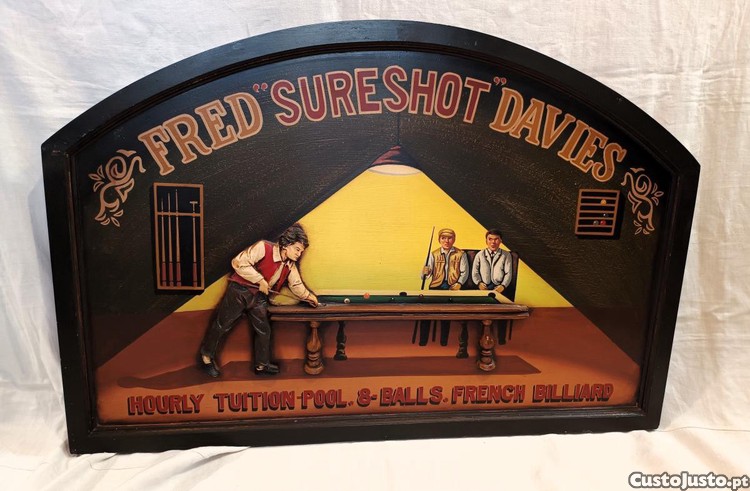 FRED "SURESHOT" DAVIES
HOURLY TUITION-POOL. 8-BALLS. FRENCH BILLIARD
CustoJusto.pt